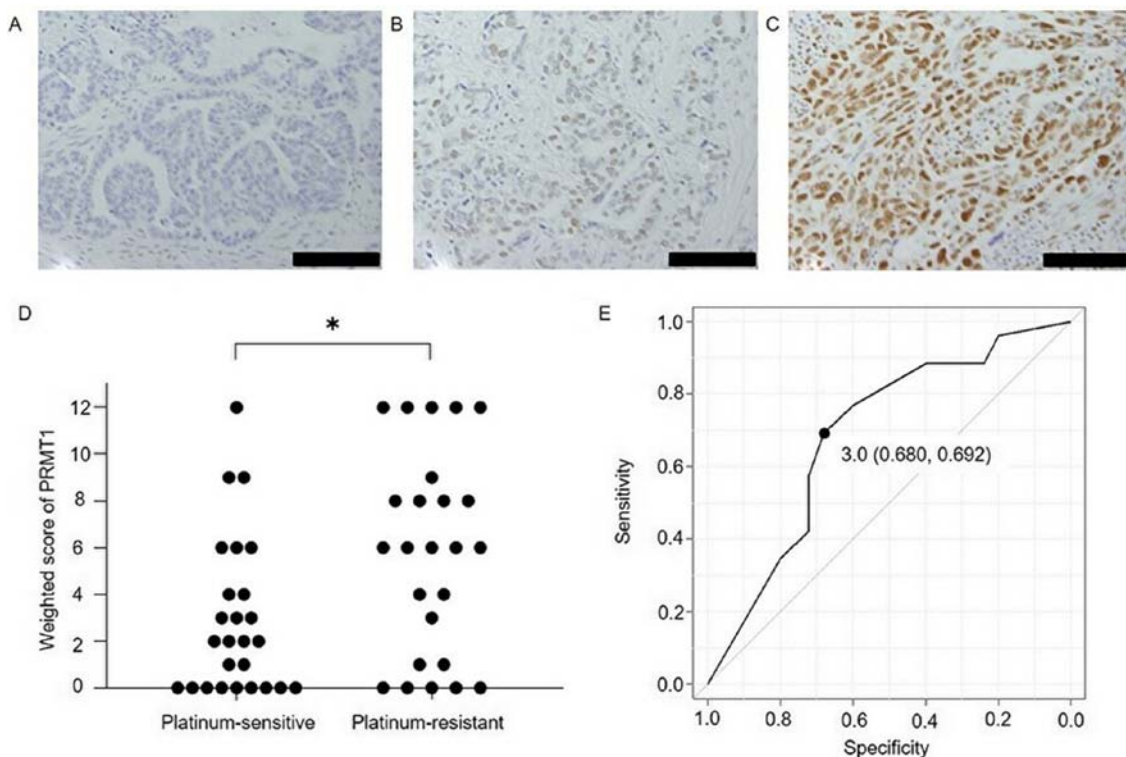 A
B
C
D
*
Weighted score of PRMT1
12
10
8
6
4
2
0
Platinum-sensitive
Platinum-resistant
E
Sensitivity
1.0
0.8
0.6
0.4
0.2
0.0
3.0 (0.680, 0.692)
1.0
0.8
0.6
0.4
0.2
0.0
Specificity